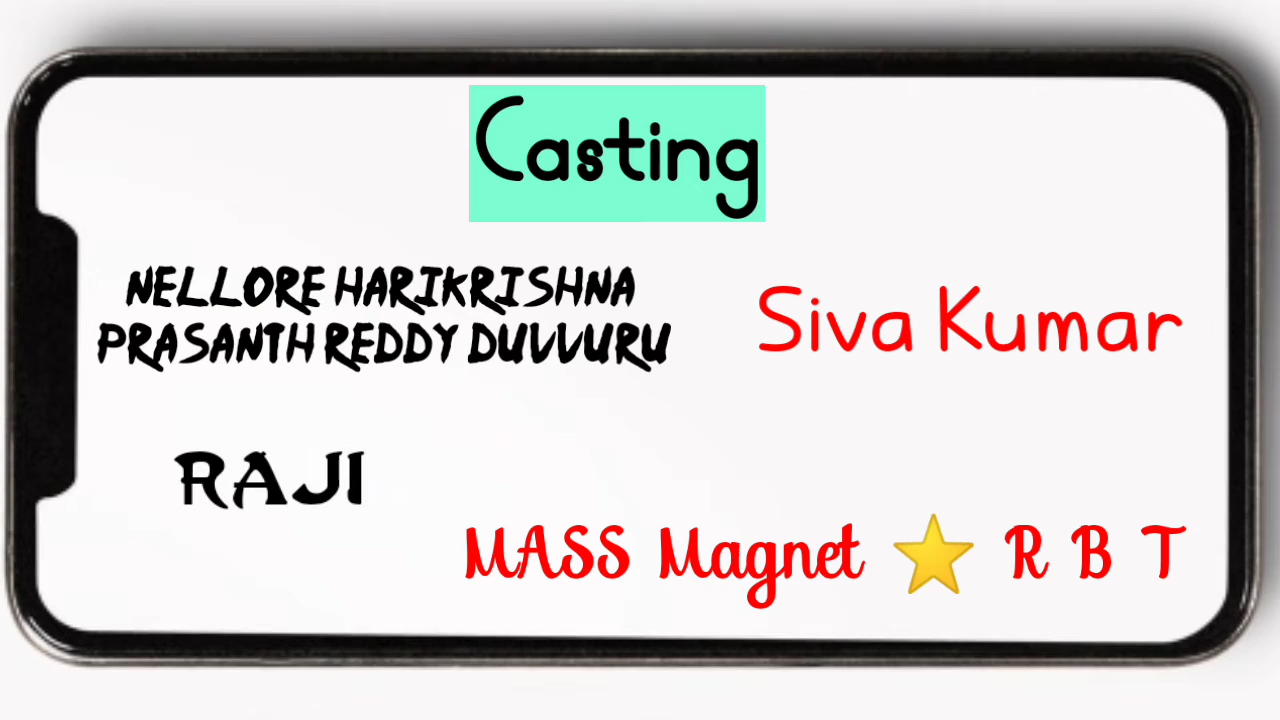 Casting
NELLORE HARIKRISHNA
PRASANTH REDDY DUVVURU
Siva Kumar
RAJI
MASS Magnet ⭐ R B T